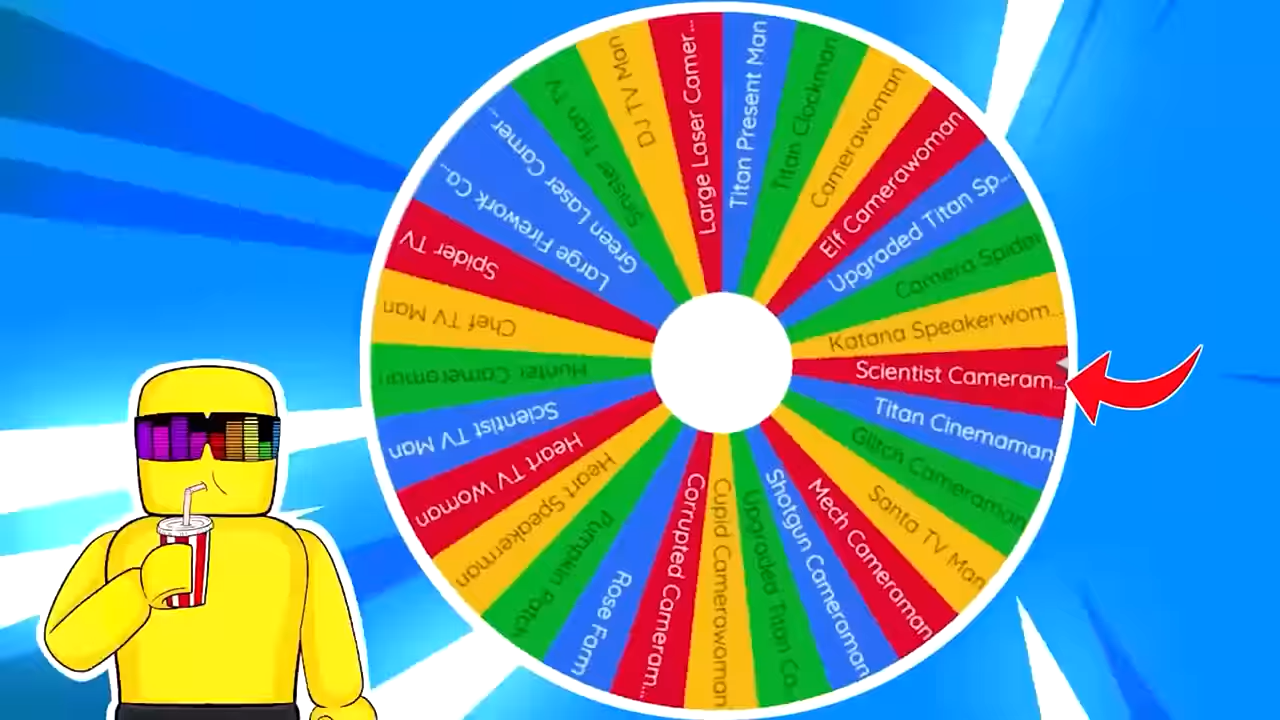 Large Laser Camer...
Titan Present Man
Titan Clockman
Camerawoman
Elf Camerawoman
Upgraded Titan Sp...
Camera Spider
Katana Speakerwom...
Scientist Cameram...
Titan Cinemaman
Glitch Cameraman
Santa TV Man
Mech Cameraman
Shotgun Cameraman
Upgraded Titan Ca...
Cupid Camerawoman
Corrupted Cameram...
Rose Farm
Pumpkin Patch
Heart Speakerman
Heart TV Woman
Scientist TV Man
Hunter Cameraman
Chef TV Man
Spider TV
Large Firework Ca...
Green Laser Camer...
Sinister Titan TV
DJ TV Man